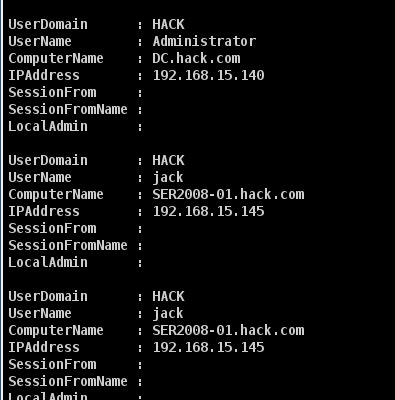 UserDomain      : HACK
UserName        : Administrator
ComputerName    : DC.hack.com
IPAddress       : 192.168.15.140
SessionFrom     :
SessionFromName :
LocalAdmin      :

UserDomain      : HACK
UserName        : jack
ComputerName    : SER2008-01.hack.com
IPAddress       : 192.168.15.145
SessionFrom     :
SessionFromName :
LocalAdmin      :

UserDomain      : HACK
UserName        : jack
ComputerName    : SER2008-01.hack.com
IPAddress       : 192.168.15.145
SessionFrom     :
SessionFromName :
LocalAdmin      :